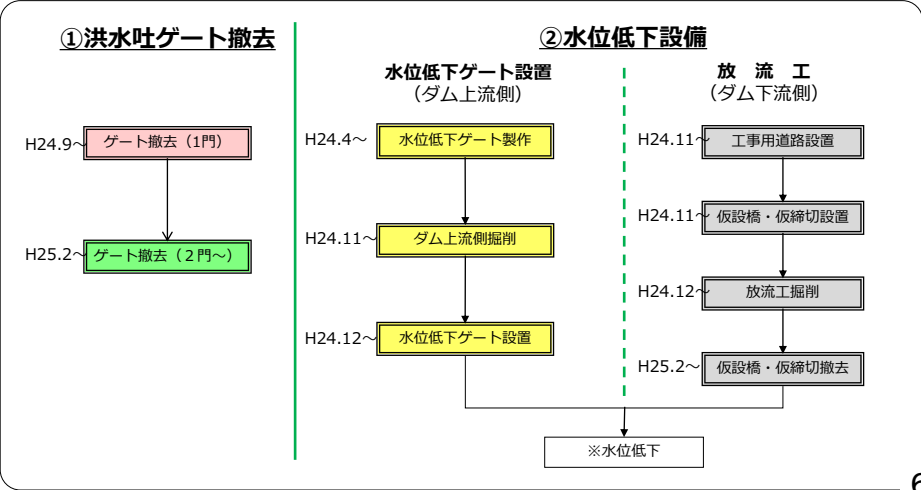 ①洪水吐ゲート撤去
H24.9～
ゲート撤去（1門）
H25.2～
ゲート撤去（２門～）
②水位低下設備
水位低下ゲート設置
（ダム上流側）
H24.4～
水位低下ゲート製作
H24.11～
ダム上流側掘削
H24.12～
水位低下ゲート設置
放　流　工
（ダム下流側）
H24.11～
工事用道路設置
H24.11～
仮設橋・仮締切設置
H24.12～
放流工掘削
H25.2～
仮設橋・仮締切撤去
※水位低下
6